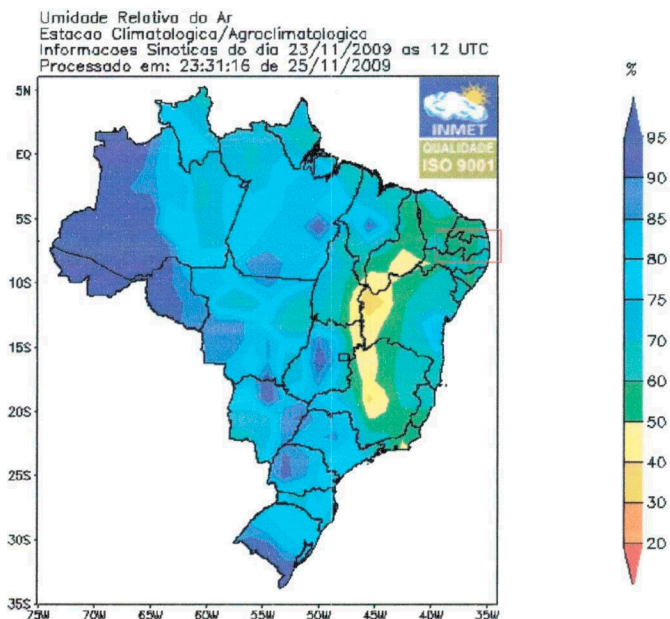 Umidade Relativa do Ar
Estacao Climatologica/Agroclimatologica
Informacoes Sinoticas do dia 23/11/2009 as 12 UTC
Processado em: 23:31:16 de 25/11/2009
%
INMET
QUALIDADE
ISO 9001
5N
EQ
5S
10S
15S
20S
25S
30S
35S
75W 70W 65W 60W 55W 50W 45W 40W 35W
95
90
85
80
75
70
60
50
40
30
20